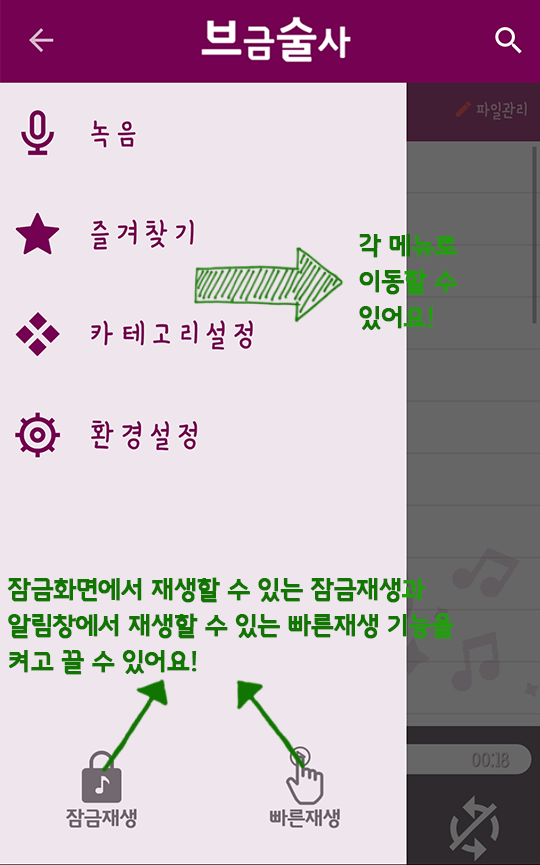 브금술사
파일관리
녹음
즐겨찾기
카테고리설정
환경설정
각 메뉴로
이동할 수
있어요!
잠금화면에서 재생할 수 있는 잠금재생과
알림창에서 재생할 수 있는 빠른재생 기능을
켜고 끌 수 있어요!
00:18
잠금재생
빠른재생